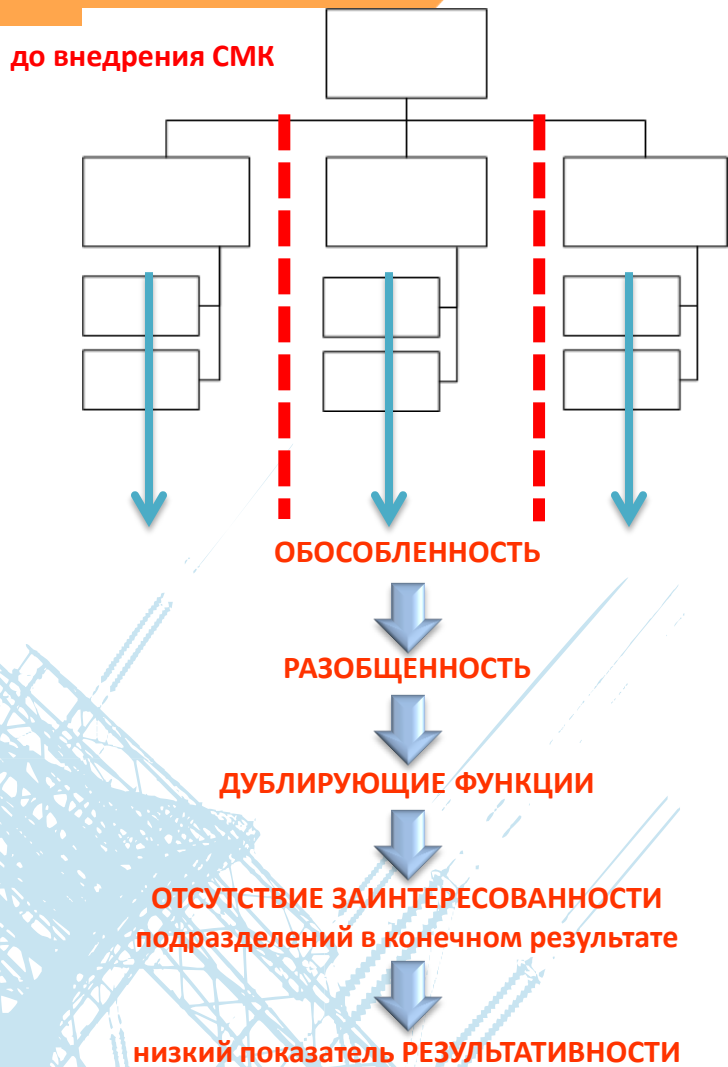 до внедрения СМК
ОБОСОБЛЕННОСТЬ
РАЗОБЩЕННОСТЬ
ДУБЛИРУЮЩИЕ ФУНКЦИИ
ОТСУТСТВИЕ ЗАИНТЕРЕСОВАННОСТИ
подразделений в конечном результате
низкий показатель РЕЗУЛЬТАТИВНОСТИ